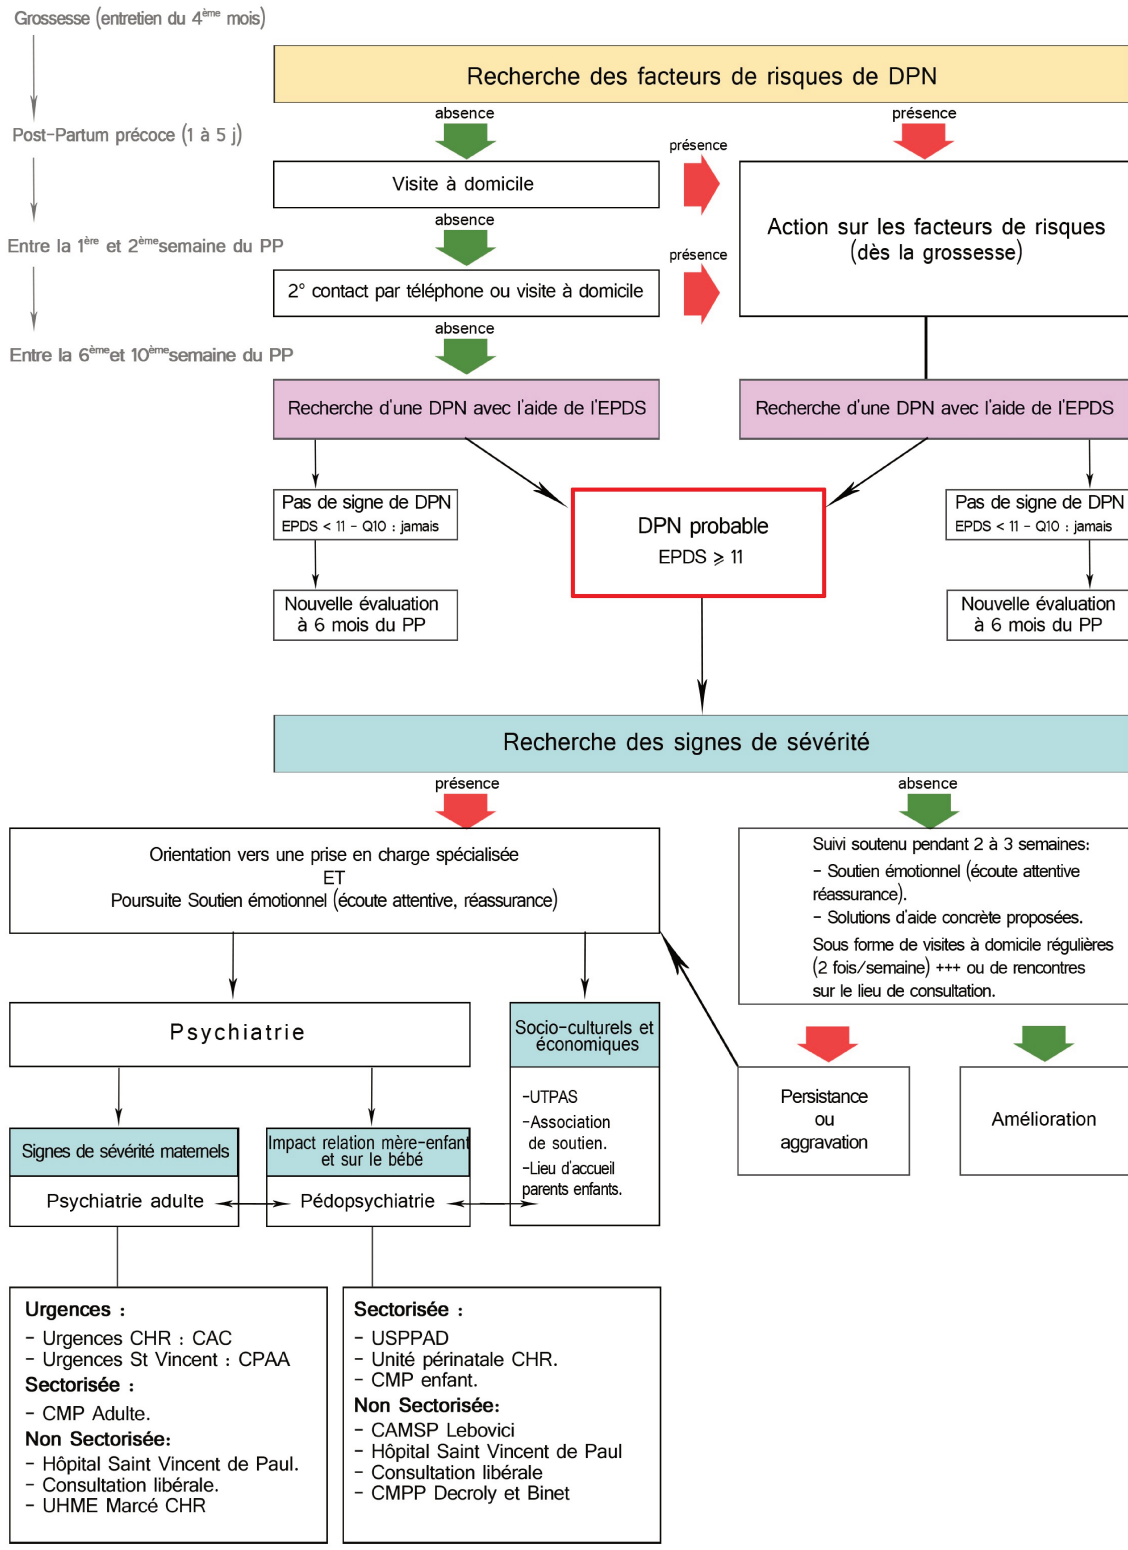 Grossesse (entretien du 4ème mois)
Recherche des facteurs de risques de DPN
absence
présence
Post-Partum précoce (1 à 5 j)
présence
Visite à domicile
Action sur les facteurs de risques
(dès la grossesse)
absence
Entre la 1ère et 2èmesemaine du PP
présence
2° contact par téléphone ou visite à domicile
absence
Entre la 6èmeet 10èmesemaine du PP
Recherche d'une DPN avec l'aide de l'EPDS
Recherche d'une DPN avec l'aide de l'EPDS
Pas de signe de DPN
EPDS < 11 - Q10 : jamais
DPN probable
EPDS ⩾ 11
Pas de signe de DPN
EPDS < 11 - Q10 : jamais
Nouvelle évaluation
à 6 mois du PP
Nouvelle évaluation
à 6 mois du PP
Recherche des signes de sévérité
présence
absence
Orientation vers une prise en charge spécialisée
ET
Poursuite Soutien émotionnel (écoute attentive, réassurance)
Suivi soutenu pendant 2 à 3 semaines:
- Soutien émotionnel (écoute attentive
réassurance).
- Solutions d'aide concrète proposées.
Sous forme de visites à domicile régulières
(2 fois/semaine) +++ ou de rencontres
sur le lieu de consultation.
Psychiatrie
Socio-culturels et
économiques
-UTPAS
-Association
de soutien.
-Lieu d'accueil
parents enfants.
Persistance
ou
aggravation
Amélioration
Signes de sévérité maternels
Psychiatrie adulte
Impact relation mère-enfant
et sur le bébé
Pédopsychiatrie
Urgences :
- Urgences CHR : CAC
- Urgences St Vincent : CPAA
Sectorisée :
- CMP Adulte.
Non Sectorisée:
- Hôpital Saint Vincent de Paul.
- Consultation libérale.
- UHME Marcé CHR
Sectorisée :
- USPPAD
- Unité périnatale CHR.
- CMP enfant.
Non Sectorisée:
- CAMSP Lebovici
- Hôpital Saint Vincent de Paul
- Consultation libérale
- CMPP Decroly et Binet